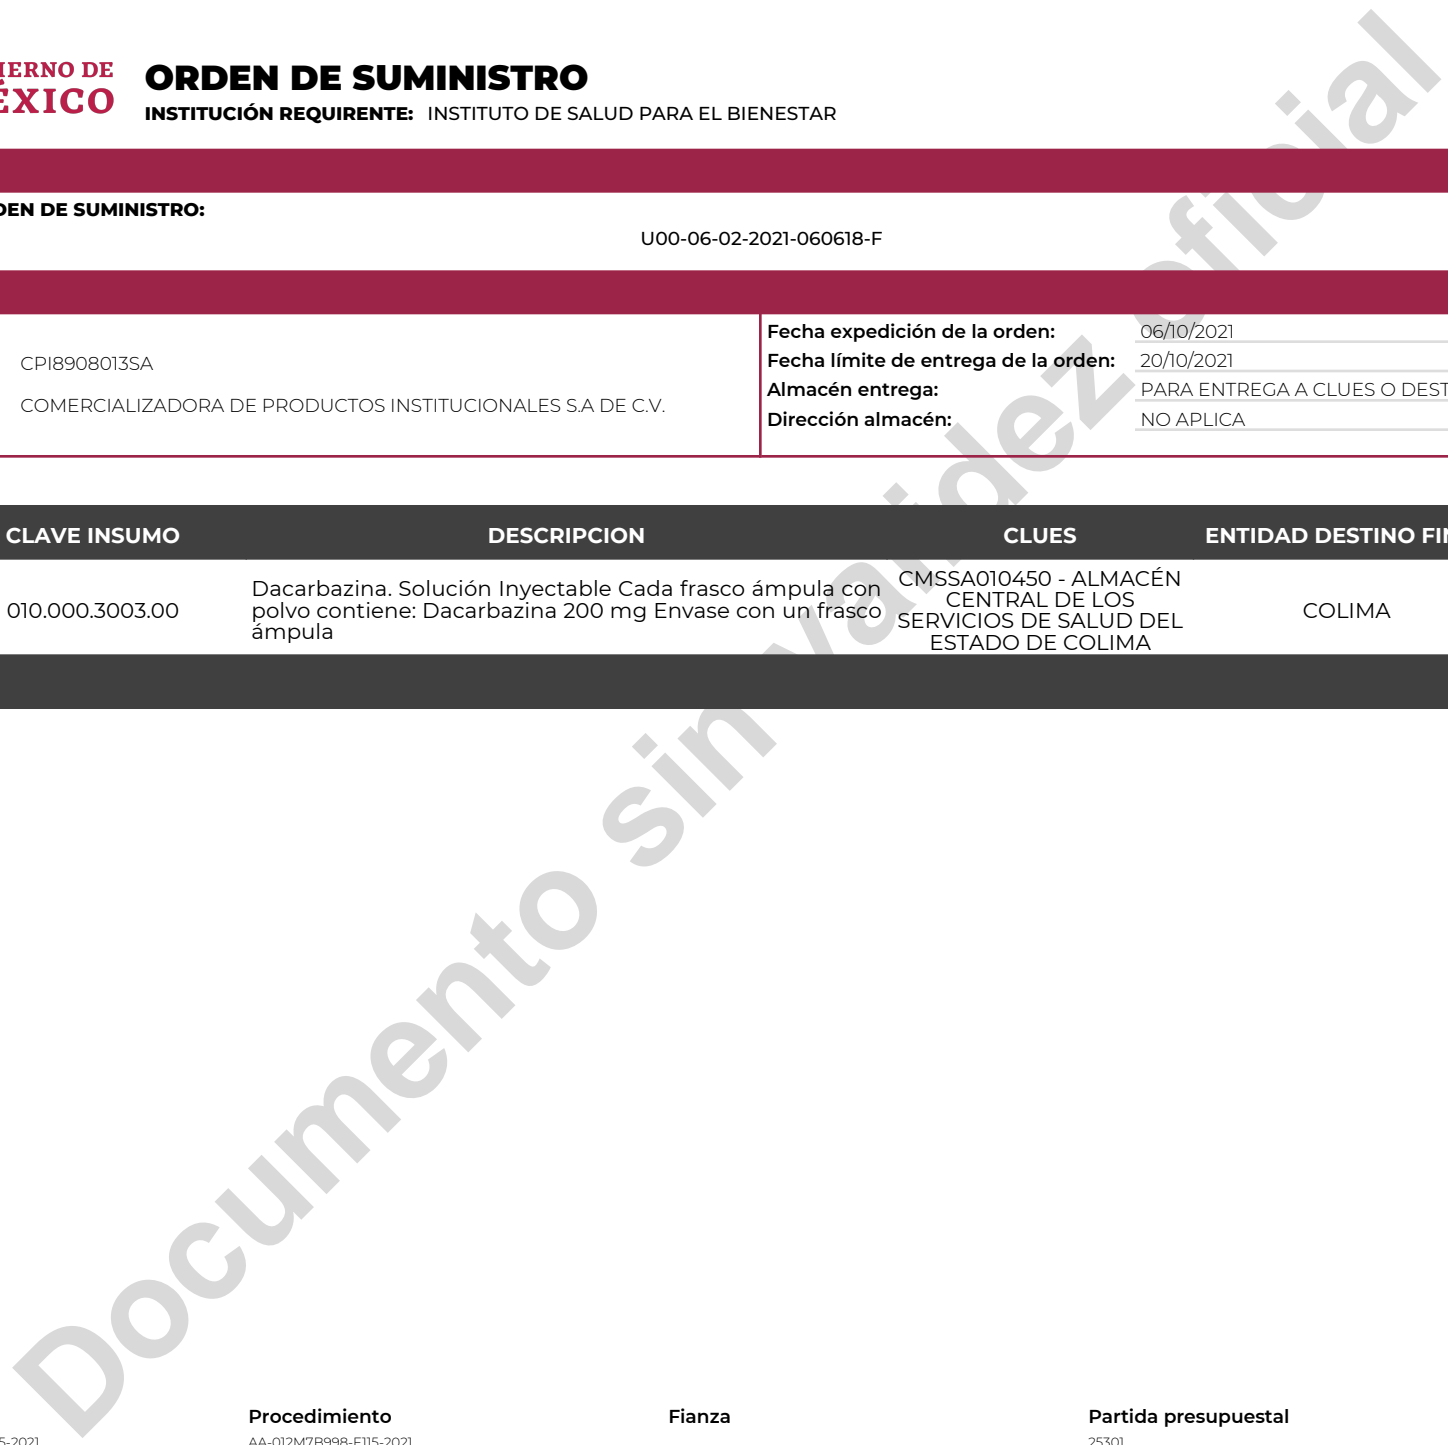 IERNO DE
ÉXICO
ORDEN DE SUMINISTRO
INSTITUCIÓN REQUIRENTE: INSTITUTO DE SALUD PARA EL BIENESTAR
DEN DE SUMINISTRO:
U00-06-02-2021-060618-F
CPI8908013SA
COMERCIALIZADORA DE PRODUCTOS INSTITUCIONALES S.A DE C.V.
Fecha expedición de la orden: 06/10/2021
Fecha límite de entrega de la orden: 20/10/2021
Almacén entrega: PARA ENTREGA A CLUES O DEST
Dirección almacén: NO APLICA
CLAVE INSUMO DESCRIPCION CLUES ENTIDAD DESTINO FIN
010.000.3003.00
Dacarbazina. Solución Inyectable Cada frasco ámpula con
polvo contiene: Dacarbazina 200 mg Envase con un frasco
ámpula
CMSSA010450 - ALMACÉN
CENTRAL DE LOS
SERVICIOS DE SALUD DEL
ESTADO DE COLIMA
COLIMA
Documento sin validez oficial
Procedimiento Fianza Partida presupuestal
5-2021 AA-012M7B998-E115-2021 25301